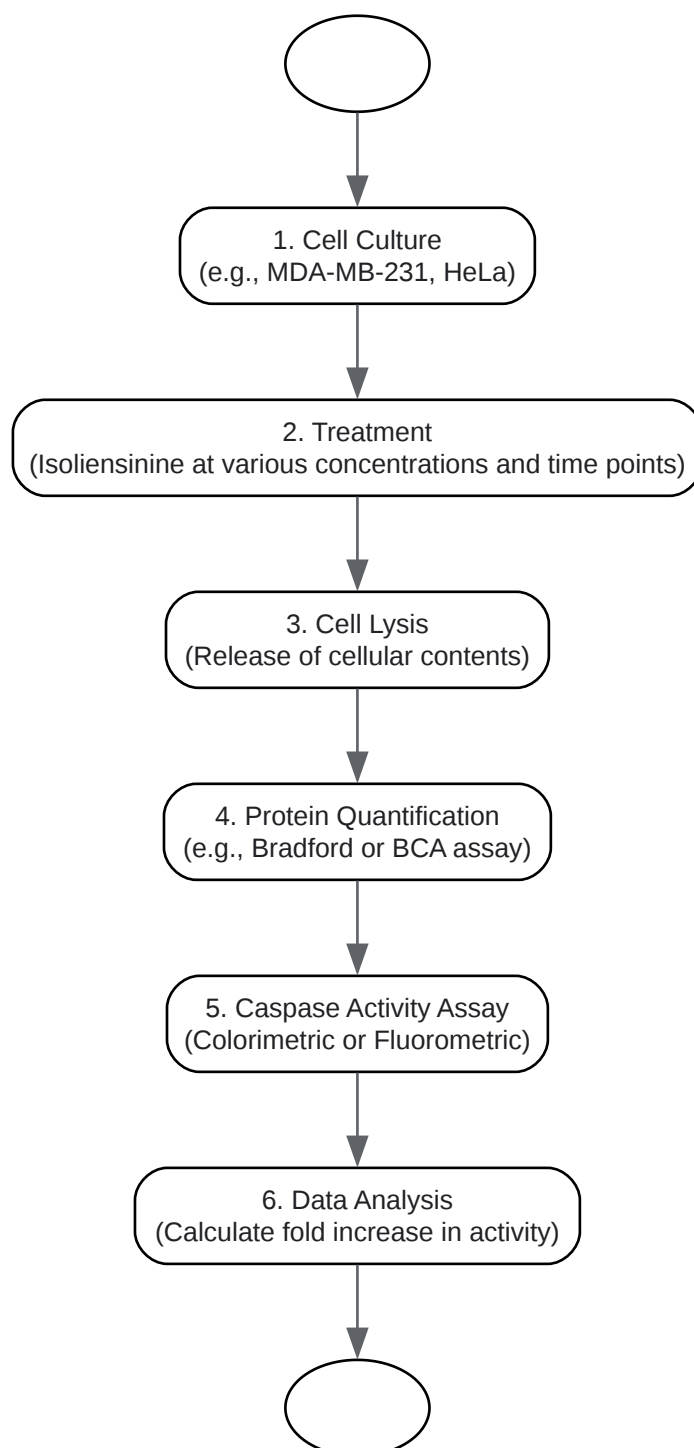 1. Cell Culture
(e.g., MDA-MB-231, HeLa)
2. Treatment
(Isoliensinine at various concentrations and time points)
3. Cell Lysis
(Release of cellular contents)
4. Protein Quantification
(e.g., Bradford or BCA assay)
5. Caspase Activity Assay
(Colorimetric or Fluorometric)
6. Data Analysis
(Calculate fold increase in activity)